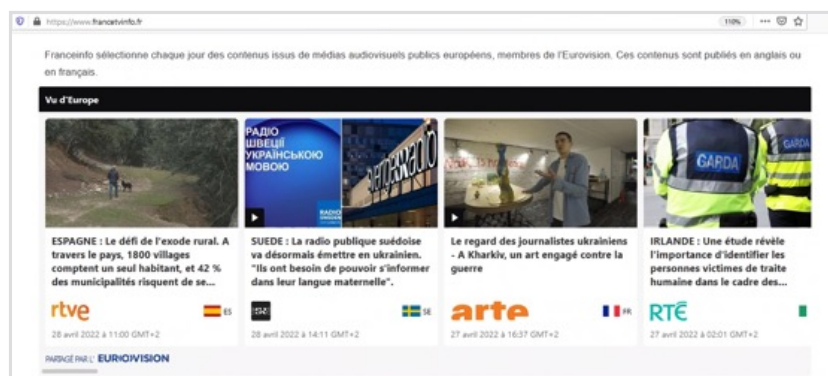 https://www.francetvinfo.fr
110%
Franceinfo sélectionne chaque jour des contenus issus de médias audiovisuels publics européens, membres de l'Eurovision. Ces contenus sont publiés en anglais ou
en français.
Vu d'Europe
РАДІО
ШВЕЦІЇ
УКРАЇНСЬКОЮ
МОВОЮ
RADIO
SVERIGES RADIO
GARDA
GARDA
ESPAGNE : Le défi de l'exode rural. A
travers le pays, 1800 villages
comptent un seul habitant, et 42 %
des municipalités risquent de se...
rtve
ES
28 avril 2022 à 11:00 GMT+2
SUEDE : La radio publique suédoise
va désormais émettre en ukrainien.
"Ils ont besoin de pouvoir s'informer
dans leur langue maternelle".
SR
SE
28 avril 2022 à 14:11 GMT+2
Le regard des journalistes ukrainiens
- A Kharkiv, un art engagé contre la
guerre
arte
FR
27 avril 2022 à 16:37 GMT+2
IRLANDE : Une étude révèle
l'importance d'identifier les
personnes victimes de traite
humaine dans le cadre des...
RTÉ
27 avril 2022 à 02:01 GMT+2
PARTAGÉ PAR L' EUROVISION